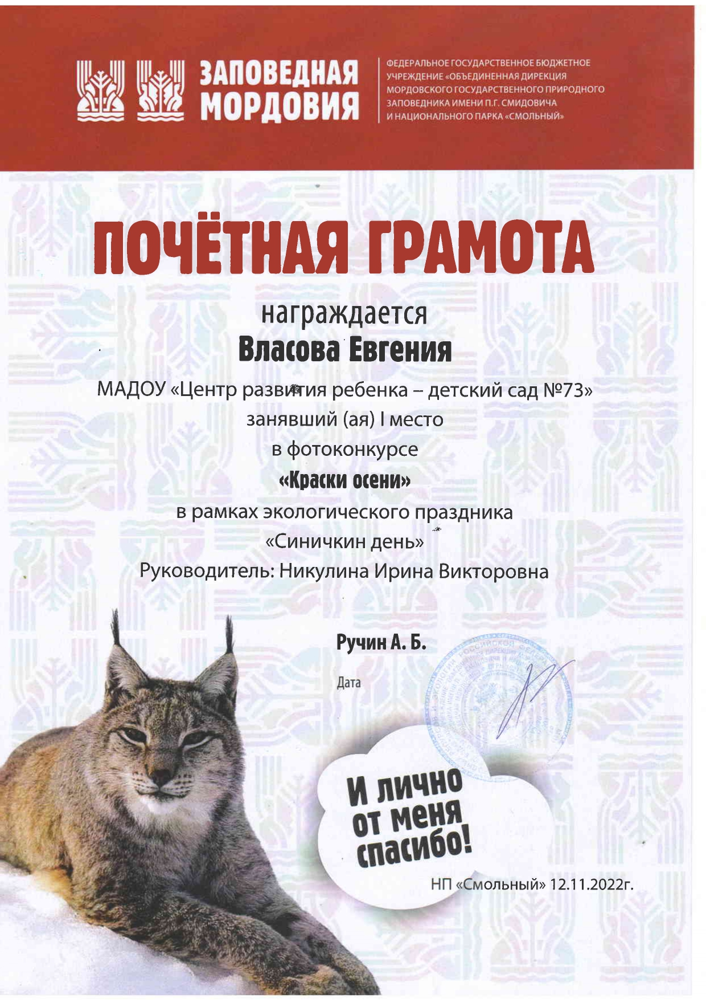 ЗАПОВЕДНАЯ
МОРДОВИЯ
ФЕДЕРАЛЬНОЕ ГОСУДАРСТВЕННОЕ БЮДЖЕТНОЕ
УЧРЕЖДЕНИЕ «ОБЪЕДИНЕННАЯ ДИРЕКЦИЯ
МОРДОВСКОГО ГОСУДАРСТВЕННОГО ПРИРОДНОГО
ЗАПОВЕДНИКА ИМЕНИ П.Г. СМИДОВИЧА
И НАЦИОНАЛЬНОГО ПАРКА «СМОЛЬНЫЙ»
ПОЧЁТНАЯ ГРАМОТА
награждается
Власова Евгения
МАДОУ «Центр развития ребенка – детский сад №73»
занявший (ая) I место
в фотоконкурсе
«Краски осени»
в рамках экологического праздника
«Синичкин день»
Руководитель: Никулина Ирина Викторовна
Ручин А. Б.
Дата
И лично
от меня
спасибо!
НП «Смольный» 12.11.2022г.